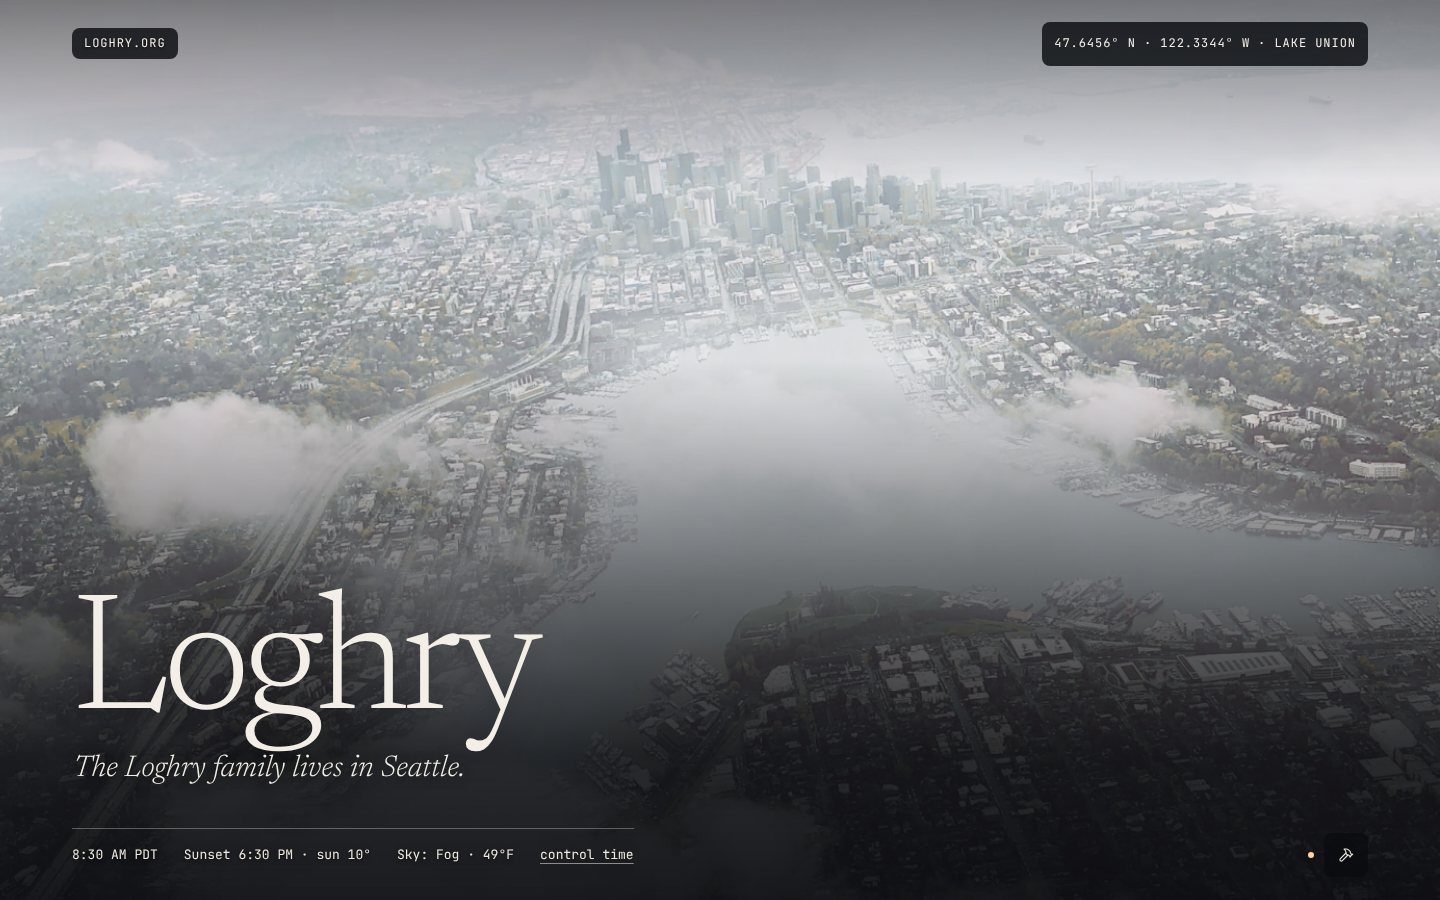 LOGHRY.ORG
47.6456° N · 122.3344° W · LAKE UNION
Loghry
The Loghry family lives in Seattle.
8:30 AM PDT Sunset 6:30 PM · sun 10° Sky: Fog · 49°F control time